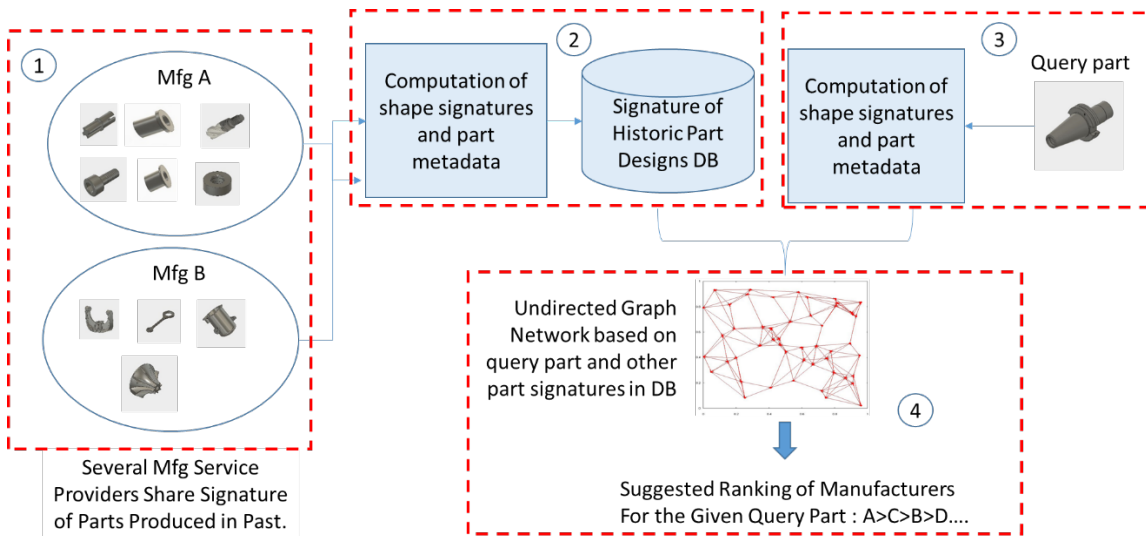 1
Mfg A
Mfg B
Several Mfg Service
Providers Share Signature
of Parts Produced in Past.
2
Computation of
shape signatures
and part
metadata
Signature of
Historic Part
Designs DB
3
Query part
Computation of
shape signatures
and part
metadata
Undirected Graph
Network based on
query part and other
part signatures in DB
4
Suggested Ranking of Manufacturers
For the Given Query Part : A>C>B>D....